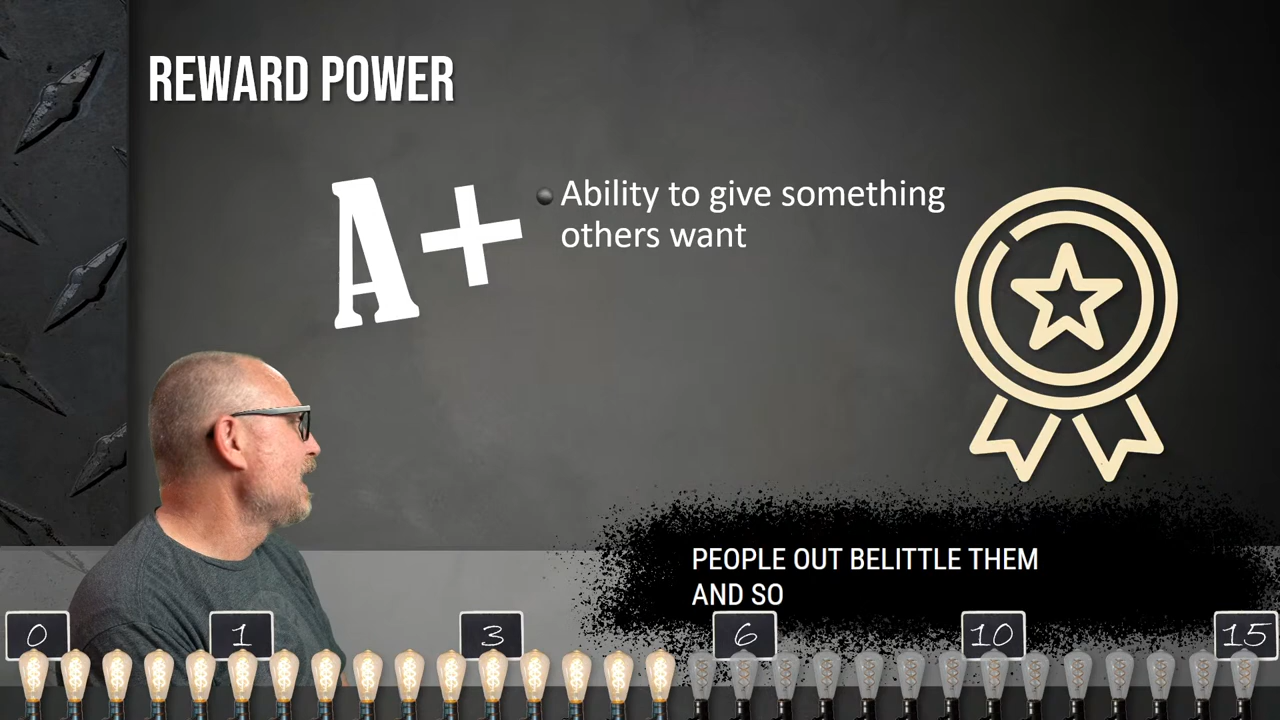 REWARD POWER
A+
Ability to give something
others want
PEOPLE OUT BELITTLE THEM
AND SO
0
1
3
6
10
15